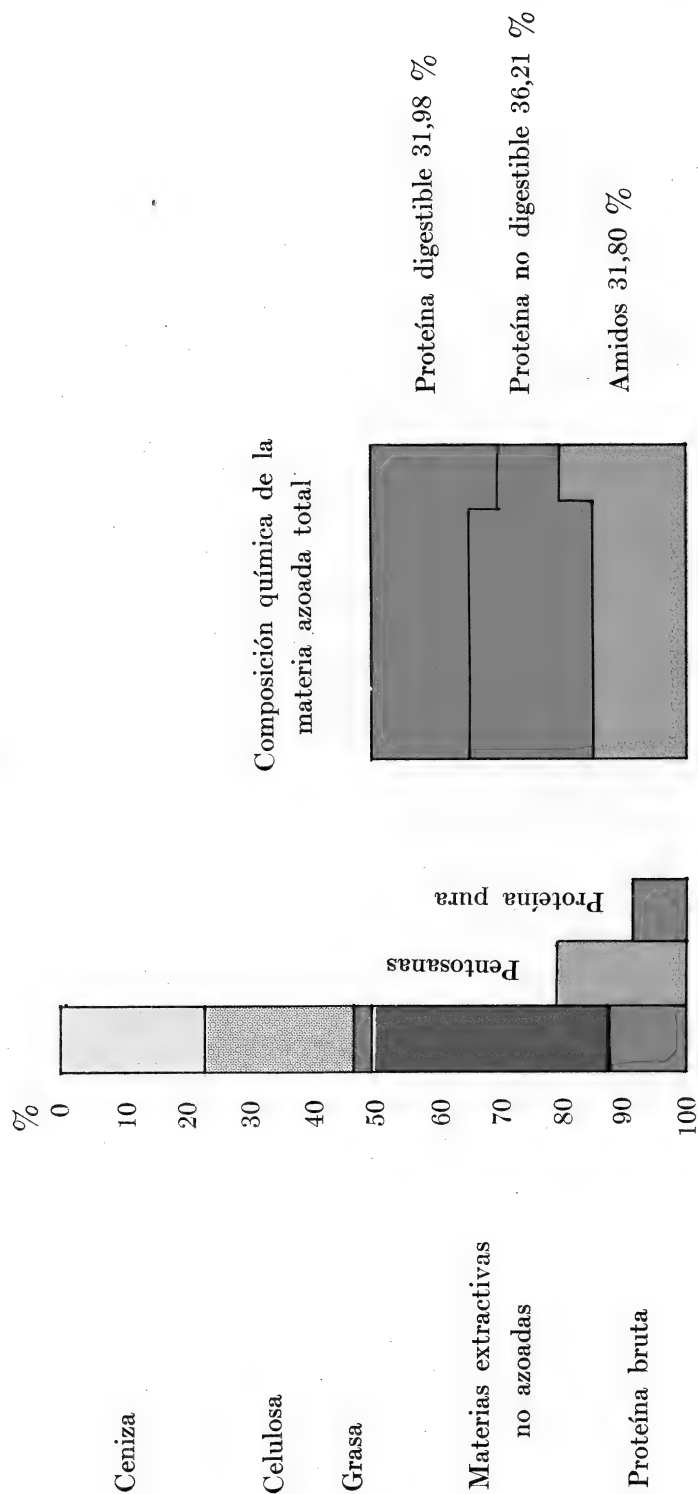 Ceniza
Celulosa
Grasa
Materias extractivas
no azoadas
Proteína bruta
%
0
10
20
30
40
50
60
70
80
90
100
Pentosanas
Proteína pura
Composición química de la
materia azoada total
Proteína digestible 31,98 %
Proteína no digestible 36,21 %
Amidos 31,80 %